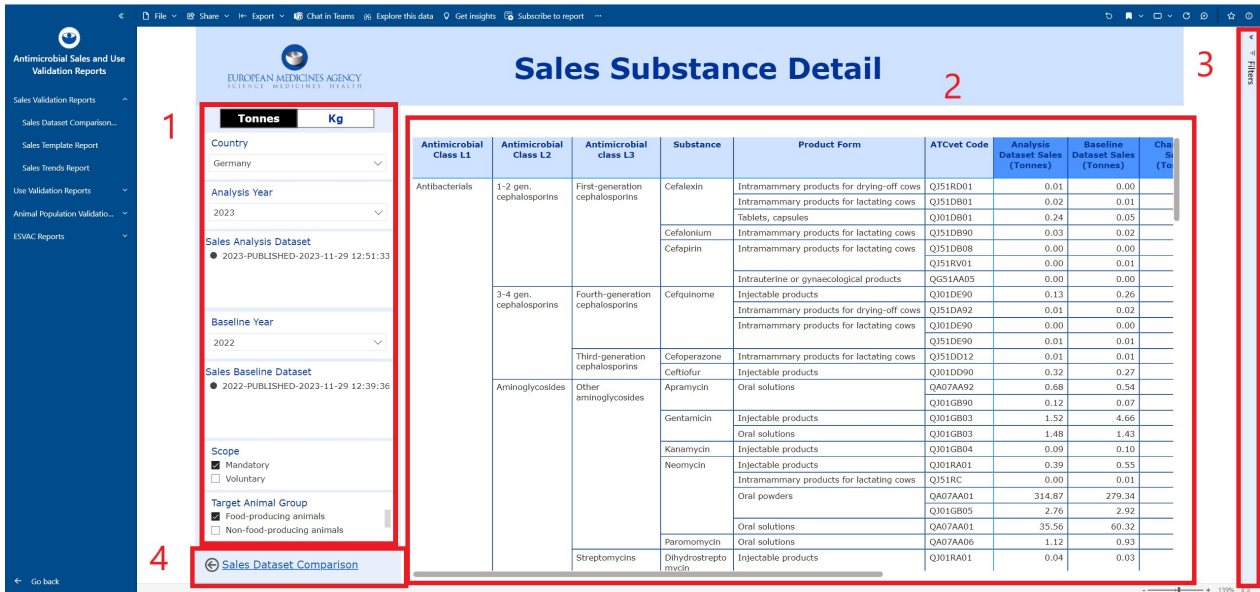 File Share Export Chat in Teams Explore this data Get insights Subscribe to report ...
Antimicrobial Sales and Use
Validation Reports
Sales Validation Reports
Sales Dataset Comparison...
Sales Template Report
Sales Trends Report
Use Validation Reports
Animal Population Validatio...
ESVAC Reports
Go back
EUROPEAN MEDICINES AGENCY
SCIENCE MEDICINES HEALTH
Sales Substance Detail
1
2
3
4
Filters
Tonnes Kg
Country
Germany
Analysis Year
2023
Sales Analysis Dataset
2023-PUBLISHED-2023-11-29 12:51:33
Baseline Year
2022
Sales Baseline Dataset
2022-PUBLISHED-2023-11-29 12:39:36
Scope
Mandatory
Voluntary
Target Animal Group
Food-producing animals
Non-food-producing animals
Sales Dataset Comparison
Antimicrobial Antimicrobial Antimicrobial Substance Product Form ATCvet Code Analysis Baseline Cha
Class L1 Class L2 class L3 Dataset Sales Dataset Sales Sa
(Tonnes) (Tonnes) (To
Antibacterials 1-2 gen. First-generation Cefalexin Intramammary products for drying-off cows QJ51RD01 0.01 0.00
cephalosporins cephalosporins Intramammary products for lactating cows QJ51DB01 0.02 0.01
Tablets, capsules QJ01DB01 0.24 0.05
Cefalonium Intramammary products for lactating cows QJ51DB90 0.03 0.02
Cefapirin Intramammary products for lactating cows QJ51DB08 0.00 0.00
QJ51RV01 0.00 0.01
Intrauterine or gynaecological products QG51AA05 0.00 0.00
3-4 gen. Fourth-generation Cefquinome Injectable products QJ01DE90 0.13 0.26
cephalosporins cephalosporins Intramammary products for drying-off cows QJ51DA92 0.01 0.02
Intramammary products for lactating cows QJ01DE90 0.00 0.00
QJ51DE90 0.01 0.01
Third-generation Cefoperazone Intramammary products for lactating cows QJ51DD12 0.01 0.01
cephalosporins Ceftiofur Injectable products QJ01DD90 0.32 0.27
Aminoglycosides Other Apramycin Oral solutions QA07AA92 0.68 0.54
aminoglycosides QJ01GB90 0.12 0.07
Gentamicin Injectable products QJ01GB03 1.52 4.66
Oral solutions QJ01GB03 1.48 1.43
Kanamycin Injectable products QJ01GB04 0.09 0.10
Neomycin Injectable products QJ01RA01 0.39 0.55
Intramammary products for lactating cows QJ51RC 0.00 0.01
Oral powders QA07AA01 314.87 279.34
QJ01GB05 2.76 2.92
Oral solutions QA07AA01 35.56 60.32
Paromomycin Oral solutions QA07AA06 1.12 0.93
Streptomycins Dihydrostrepto Injectable products QJ01RA01 0.04 0.03
mycin
139%